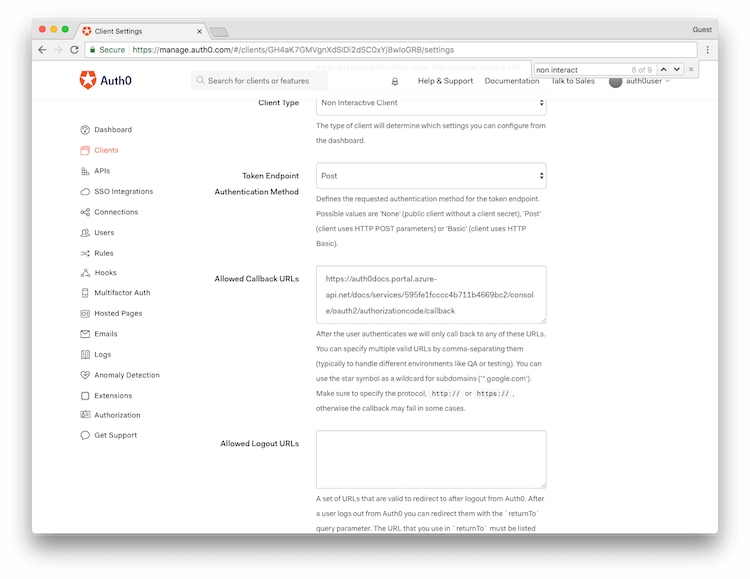 Client Settings
Guest
Secure
https://manage.auth0.com/#/clients/GH4aK7GMVgnXdSlDi2dSC0xYj8wIoGRB/settings
non interact
8 of 9
Auth0
Search for clients or features
Help & Support
Documentation
Talk to Sales
auth0user
Client Type
Non Interactive Client
The type of client will determine which settings you can configure from
the dashboard.
Dashboard
Clients
APIs
SSO Integrations
Connections
Users
Rules
Hooks
Multifactor Auth
Hosted Pages
Emails
Logs
Anomaly Detection
Extensions
Authorization
Get Support
Token Endpoint
Authentication Method
Post
Defines the requested authentication method for the token endpoint.
Possible values are 'None' (public client without a client secret), 'Post'
(client uses HTTP POST parameters) or 'Basic' (client uses HTTP
Basic).
Allowed Callback URLs
https://auth0docs.portal.azure-
api.net/docs/services/595fe1fcccc4b711b4669bc2/consol
e/oauth2/authorizationcode/callback
After the user authenticates we will only call back to any of these URLs.
You can specify multiple valid URLs by comma-separating them
(typically to handle different environments like QA or testing). You can
use the star symbol as a wildcard for subdomains ('*.google.com').
Make sure to specify the protocol, http:// or https:// ,
otherwise the callback may fail in some cases.
Allowed Logout URLs
A set of URLs that are valid to redirect to after logout from Auth0. After
a user logs out from Auth0 you can redirect them with the `returnTo`
query parameter. The URL that you use in `returnTo` must be listed